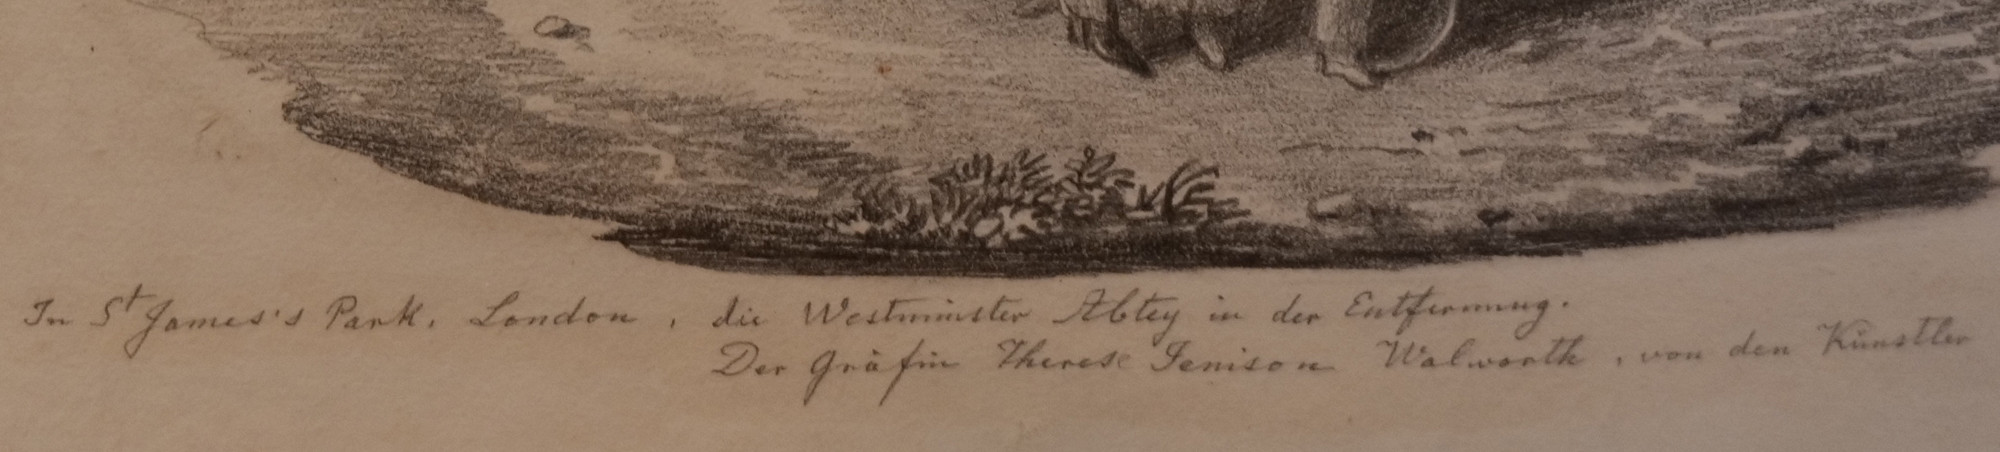 In St James's Park, London, die Westminster Abtey in der Entfernung.
Der Gräfin Therese Jenison Walworth, von den Künstler